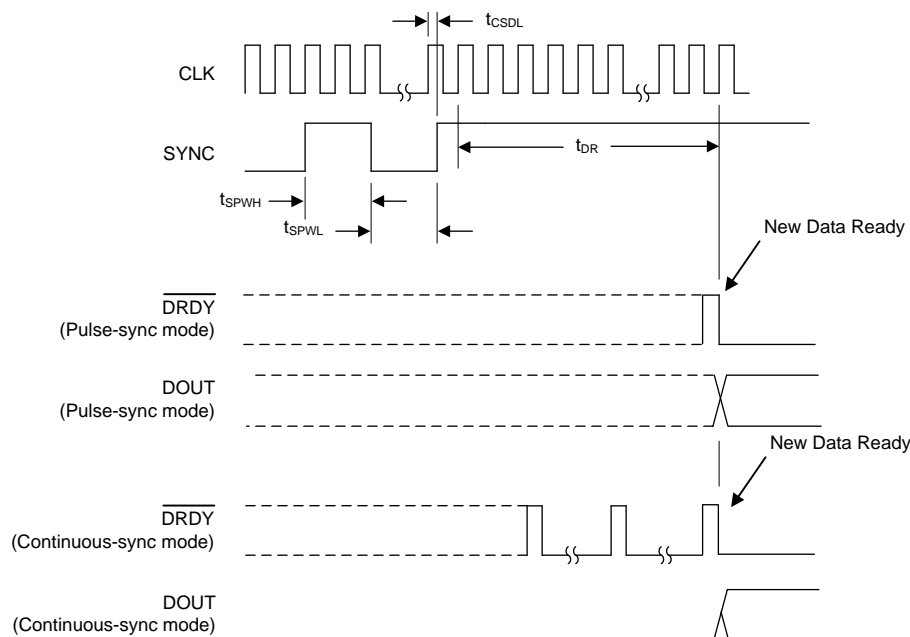 tCSDL
CLK
SYNC
tDR
tSPWH
tSPWL
New Data Ready
DRDY
(Pulse-sync mode)
DOUT
(Pulse-sync mode)
New Data Ready
DRDY
(Continuous-sync mode)
DOUT
(Continuous-sync mode)